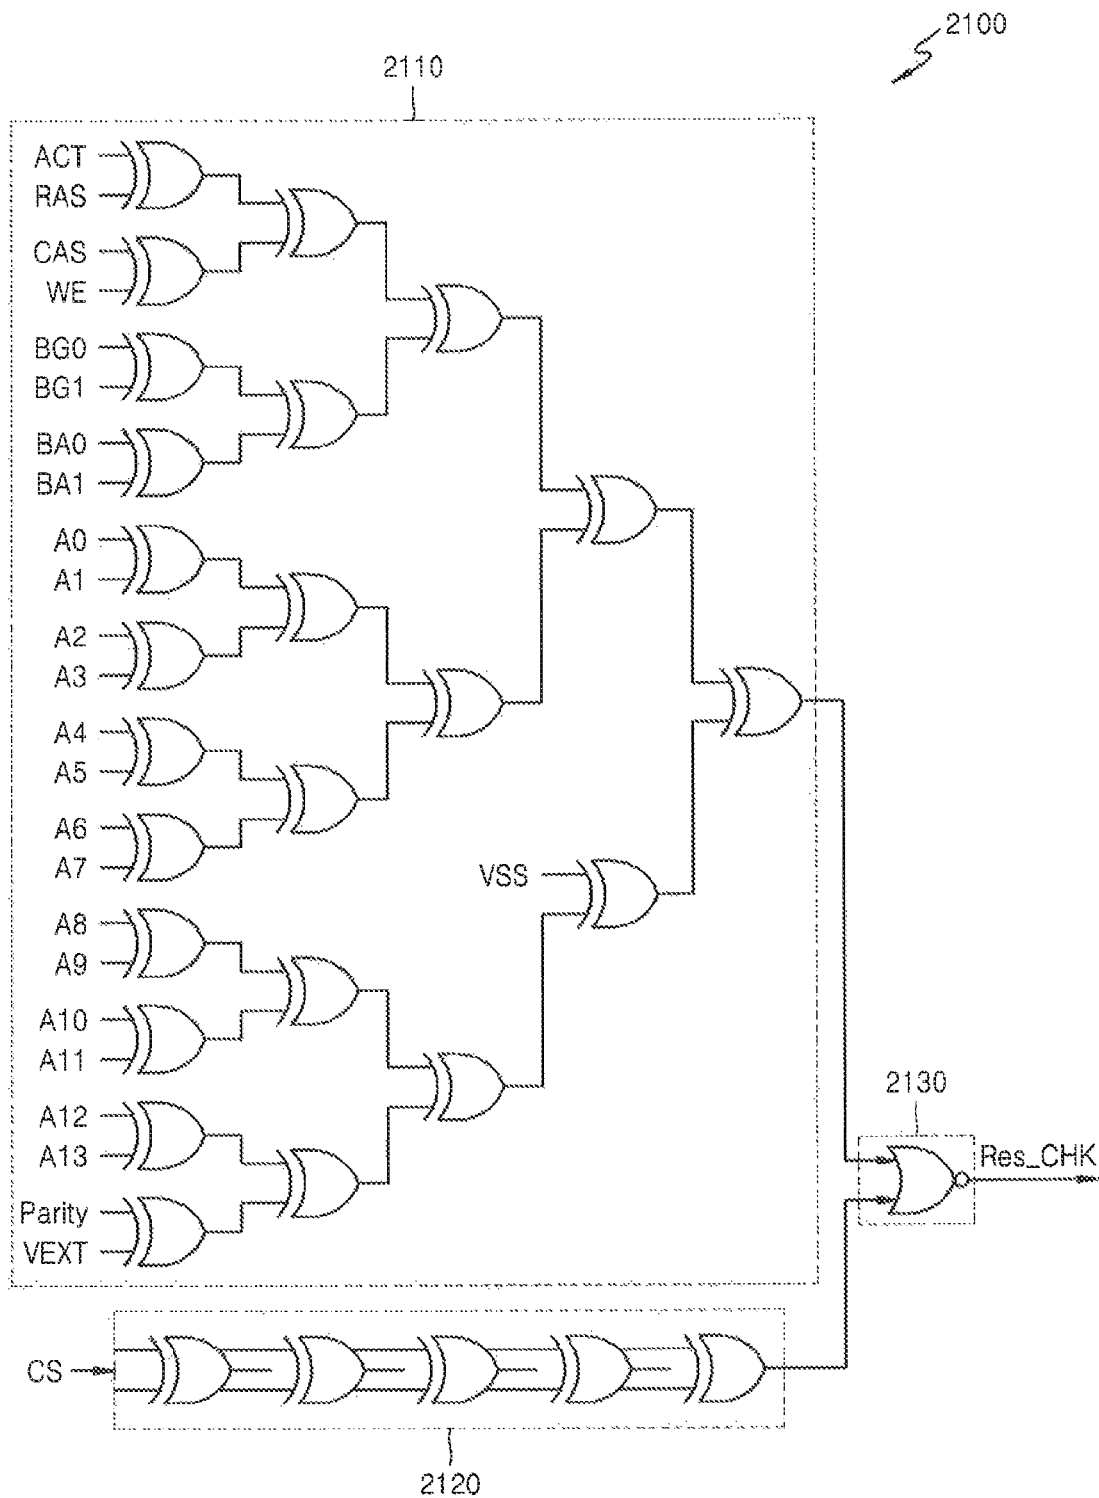 2100
2110
ACT
RAS
CAS
WE
BG0
BG1
BA0
BA1
A0
A1
A2
A3
A4
A5
A6
A7
VSS
A8
A9
A10
A11
A12
A13
Parity
VEXT
2130
Res_CHK
CS
2120